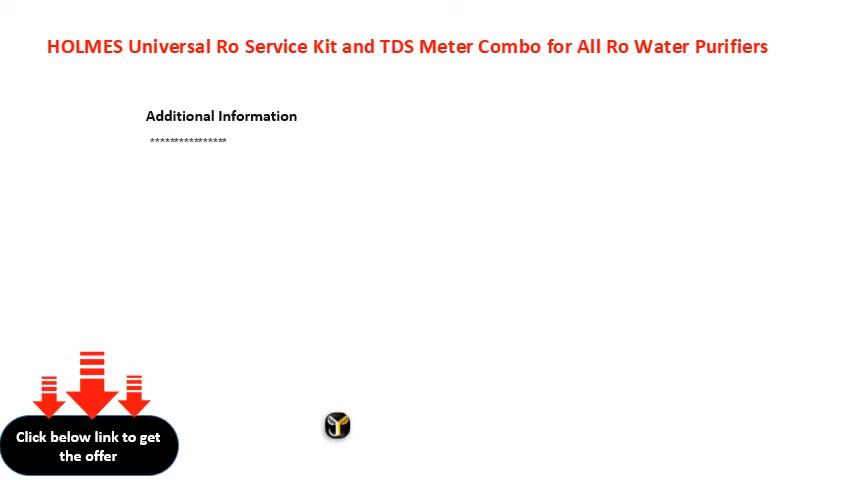 HOLMES Universal Ro Service Kit and TDS Meter Combo for All Ro Water Purifiers
Additional Information
****************
Click below link to get
the offer